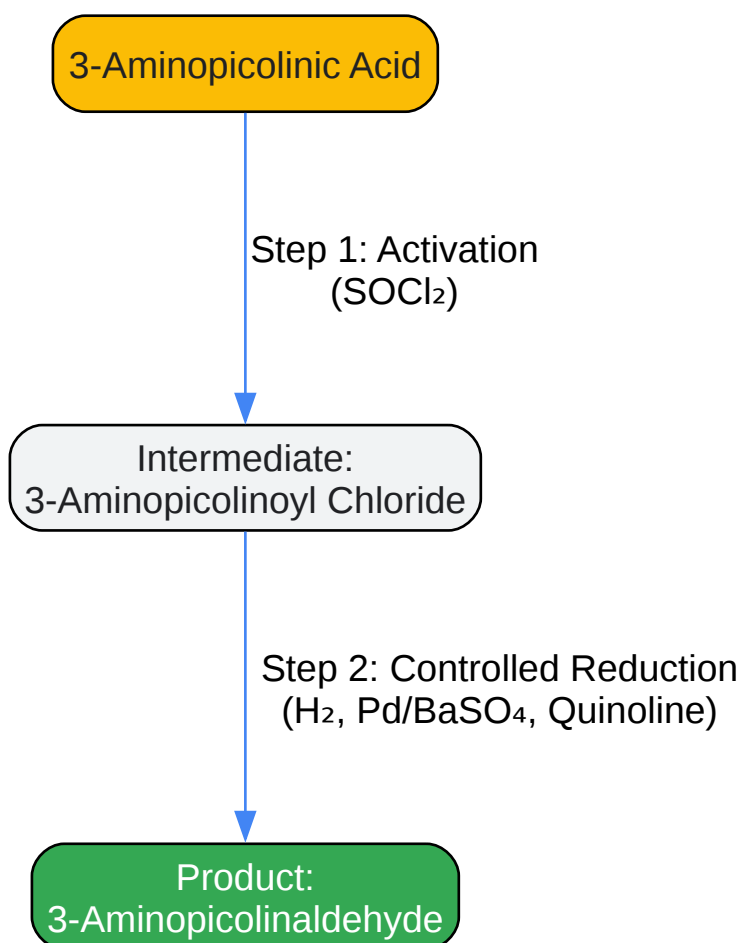 3-Aminopicolinic Acid
Step 1: Activation
(SOCl₂)
Intermediate:
3-Aminopicolinoyl Chloride
Step 2: Controlled Reduction
(H₂, Pd/BaSO₄, Quinoline)
Product:
3-Aminopicolinaldehyde